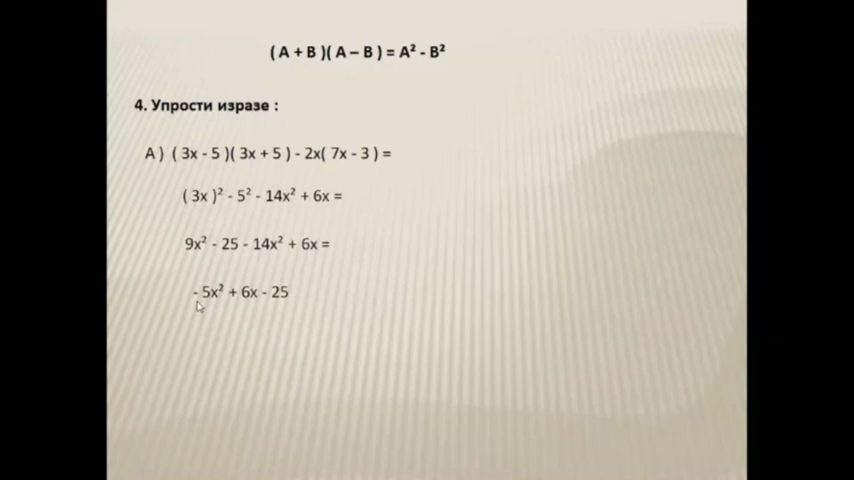 ( A + B )( A – B ) = A² - B²
4. Упрости изразе :
А ) ( 3x - 5 )( 3x + 5 ) - 2x( 7x - 3 ) =
( 3x )² - 5² - 14x² + 6x =
9x² - 25 - 14x² + 6x =
- 5x² + 6x - 25